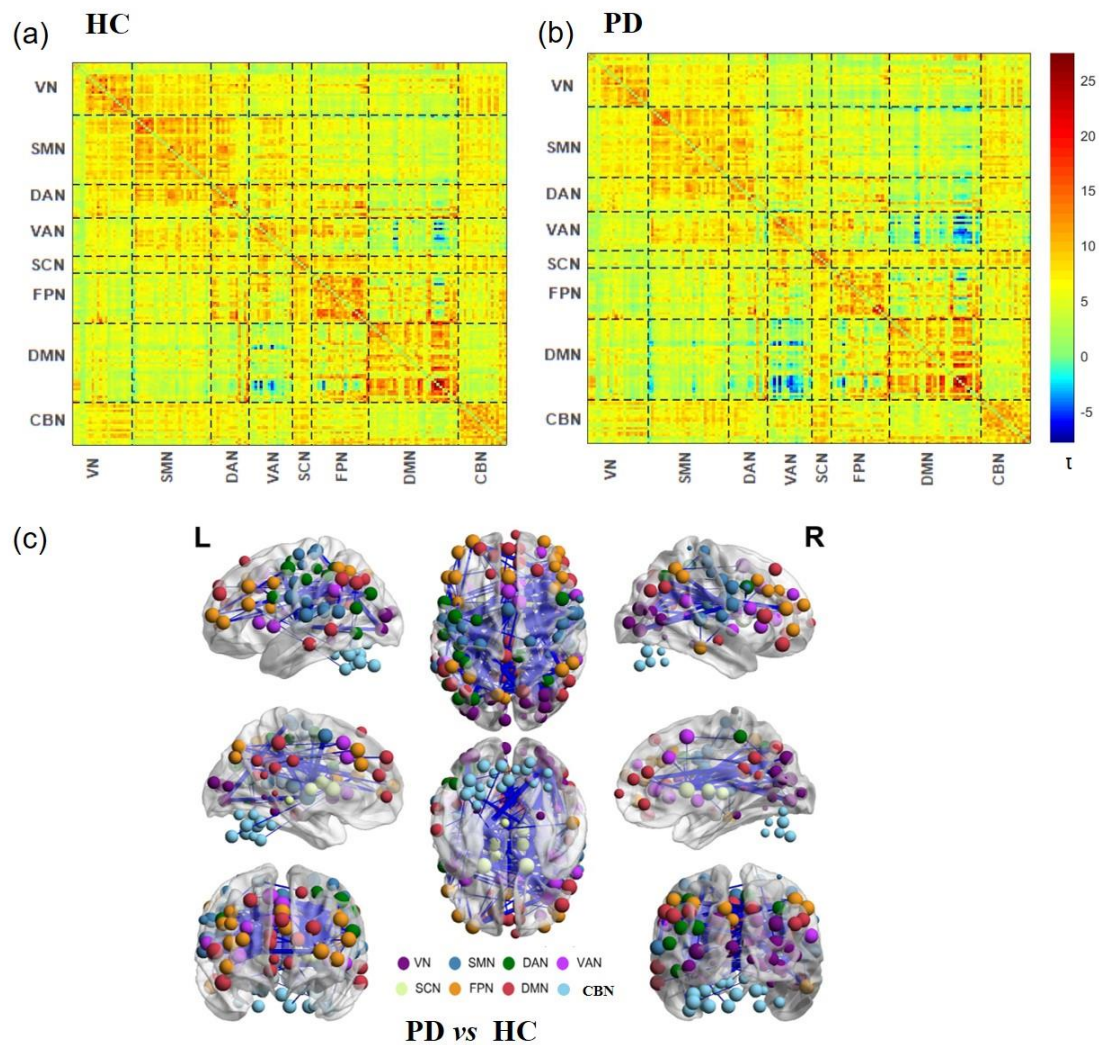 (a) HC
(b) PD
VN
SMN
DAN
VAN
SCN
FPN
DMN
CBN
VN SMN DAN VAN SCN FPN DMN CBN
VN
SMN
DAN
VAN
SCN
FPN
DMN
CBN
VN SMN DAN VAN SCN FPN DMN CBN
25
20
15
10
5
0
-5
τ
(c)
L R
VN SMN DAN VAN
SCN FPN DMN CBN
PD vs HC